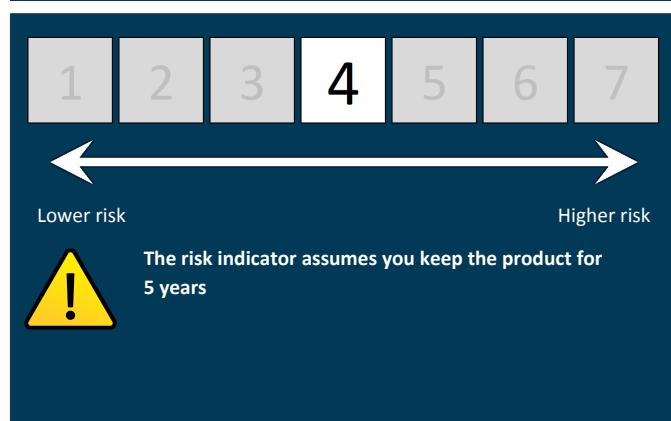 1 2 3 4 5 6 7
Lower risk Higher risk
The risk indicator assumes you keep the product for
5 years